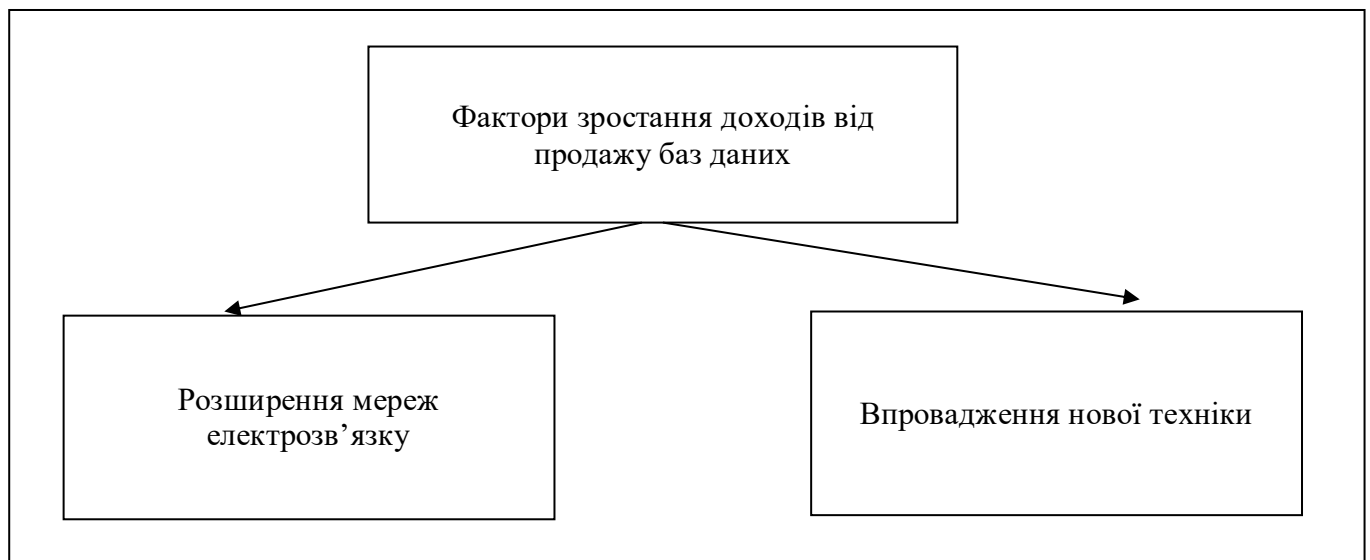 Фактори зростання доходів від
продажу баз даних
Розширення мереж
електрозв’язку
Впровадження нової техніки